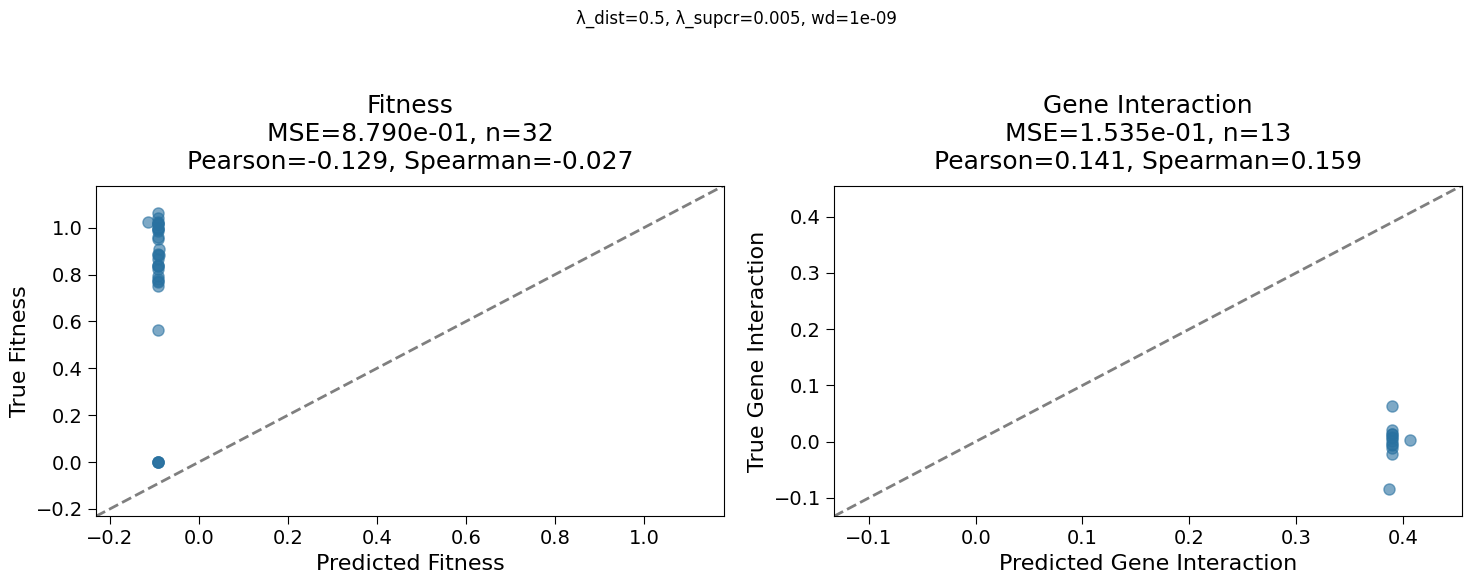 λ_dist=0.5, λ_supcr=0.005, wd=1e-09
Fitness
MSE=8.790e-01, n=32
Pearson=-0.129, Spearman=-0.027
True Fitness
1.0
0.8
0.6
0.4
0.2
0.0
−0.2
−0.2 0.0 0.2 0.4 0.6 0.8 1.0
Predicted Fitness
Gene Interaction
MSE=1.535e-01, n=13
Pearson=0.141, Spearman=0.159
True Gene Interaction
0.4
0.3
0.2
0.1
0.0
−0.1
−0.1 0.0 0.1 0.2 0.3 0.4
Predicted Gene Interaction